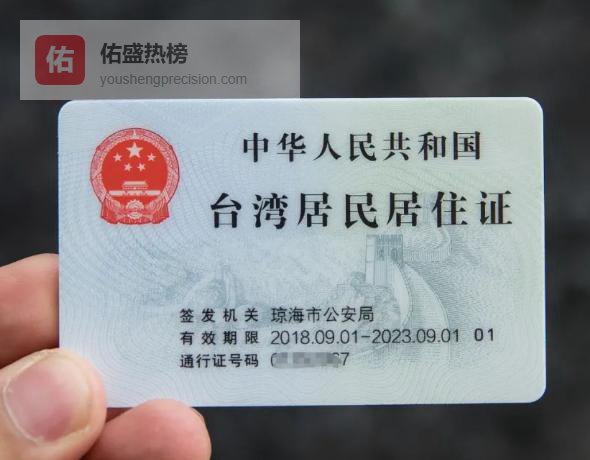 佑
佑盛热榜
youshengprecision.com
中华人民共和国
台湾居民居住证
签发机关 琼海市公安局
有效期限 2018.09.01-2023.09.01 01
通行证号码